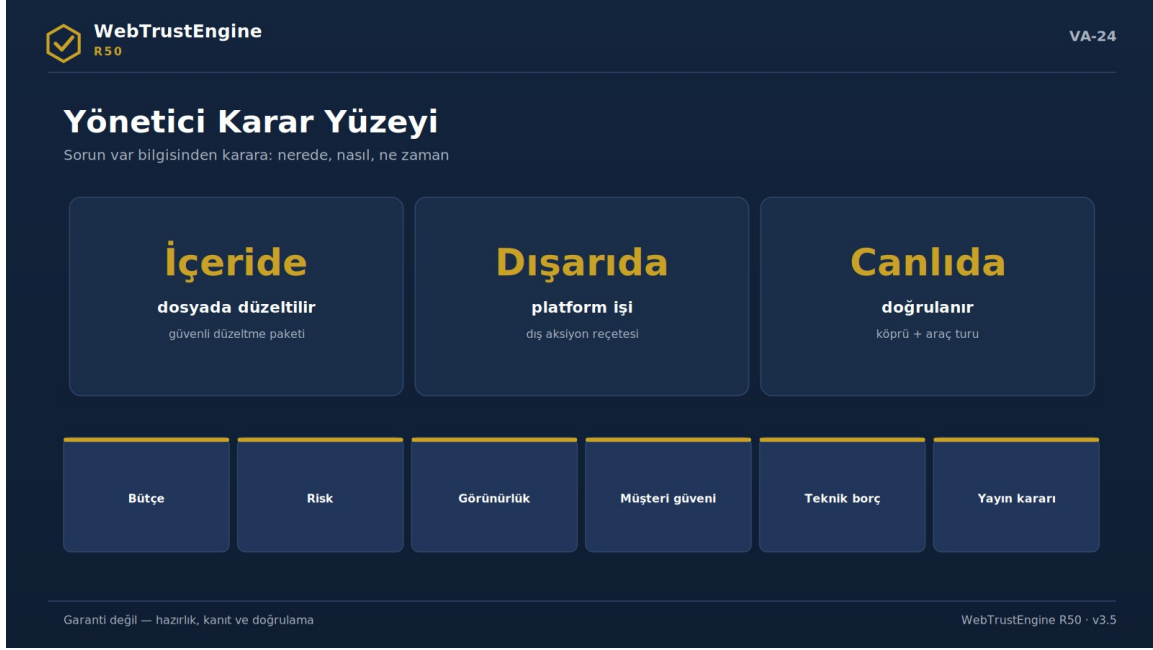 WebTrustEngine
R50
VA-24
Yönetici Karar Yüzeyi
Sorun var bilgisinden karara: nerede, nasıl, ne zaman
İçeride
dosyada düzeltilir
güvenli düzeltme paketi
Dışarıda
platform işi
dış aksiyon reçetesi
Canlıda
doğrulanır
köprü + araç turu
Bütçe
Risk
Görünürlük
Müşteri güveni
Teknik borç
Yayın kararı
Garanti değil — hazırlık, kanıt ve doğrulama
WebTrustEngine R50 · v3.5